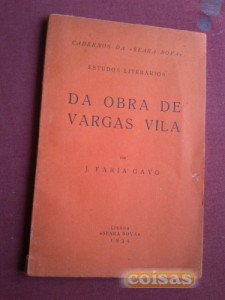 CADERNOS DA «SEARA NOVA»
ESTUDOS LITERÁRIOS
DA OBRA DE
VARGAS VILA
POR
J. FARIA GAYO
LISBOA
SEARA NOVA
coisas